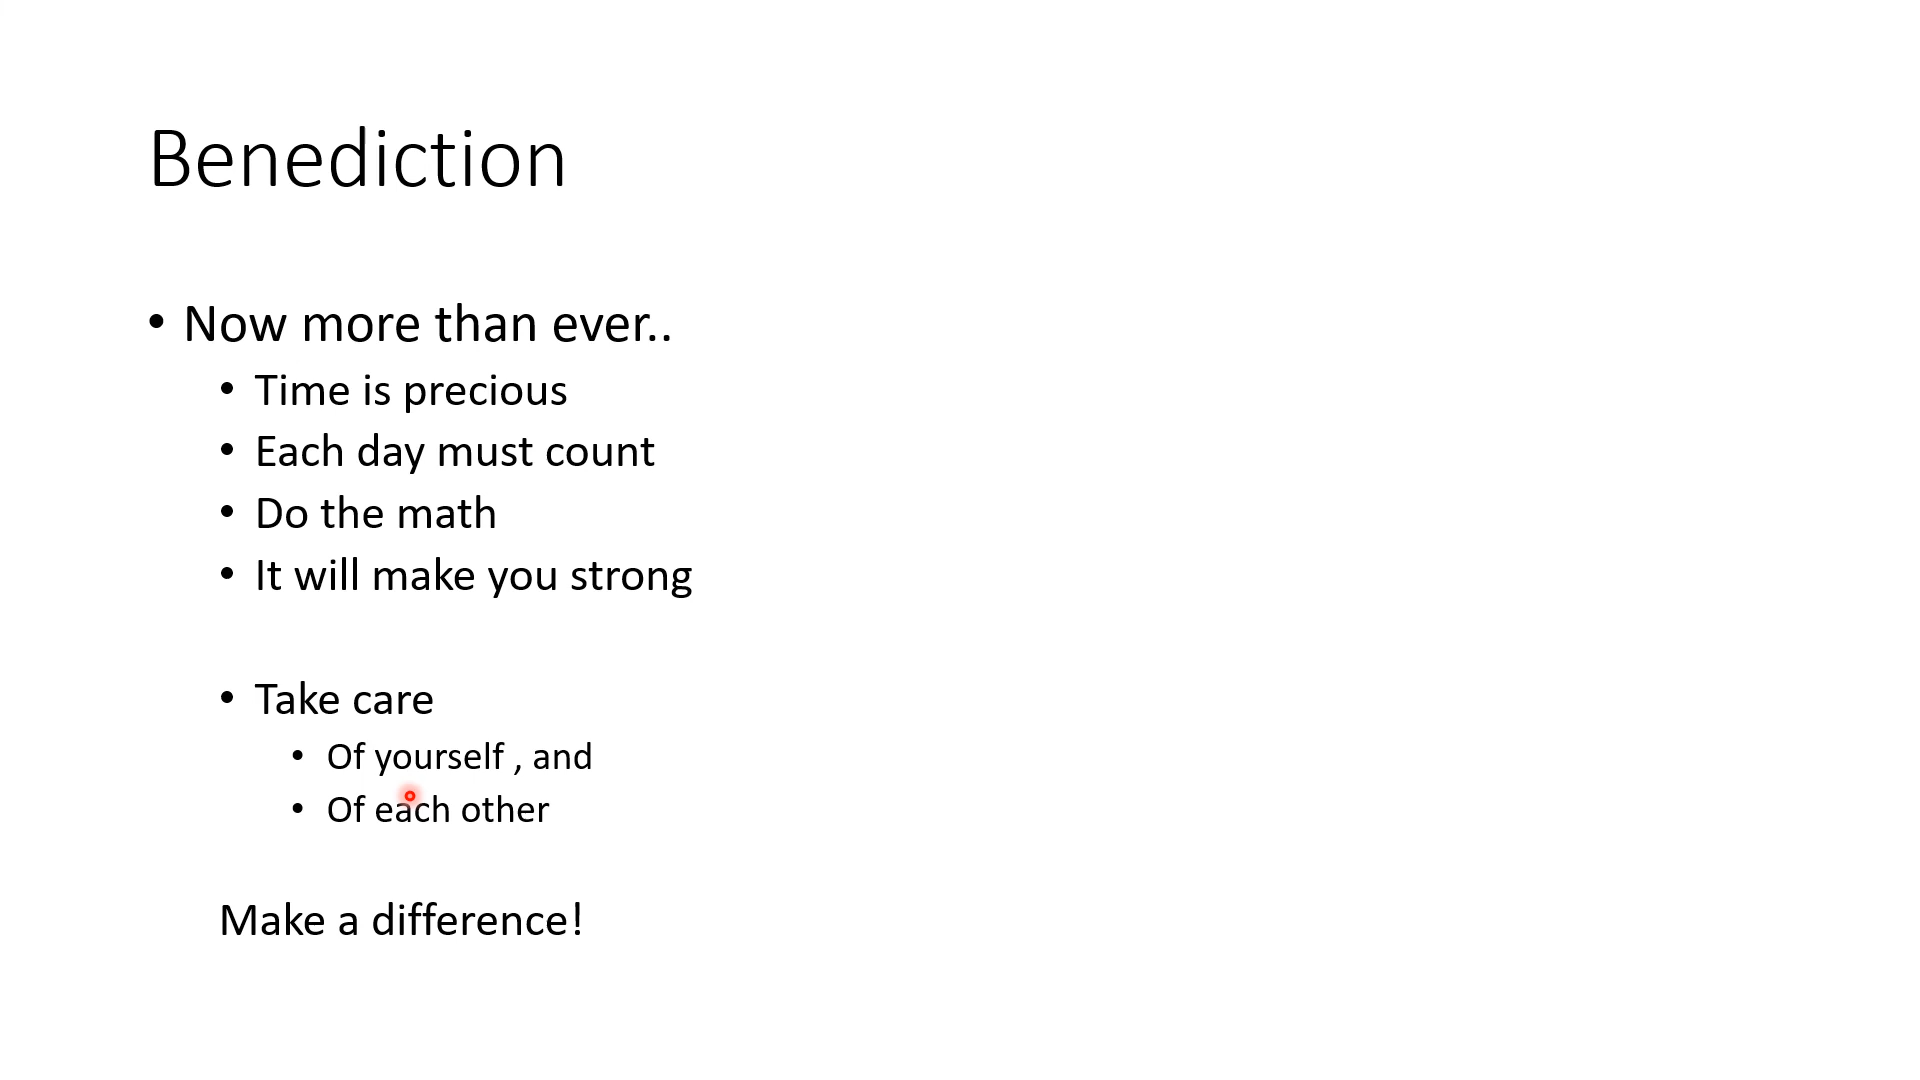 Benediction
• Now more than ever..
• Time is precious
• Each day must count
• Do the math
• It will make you strong
• Take care
• Of yourself , and
• Of each other
Make a difference!